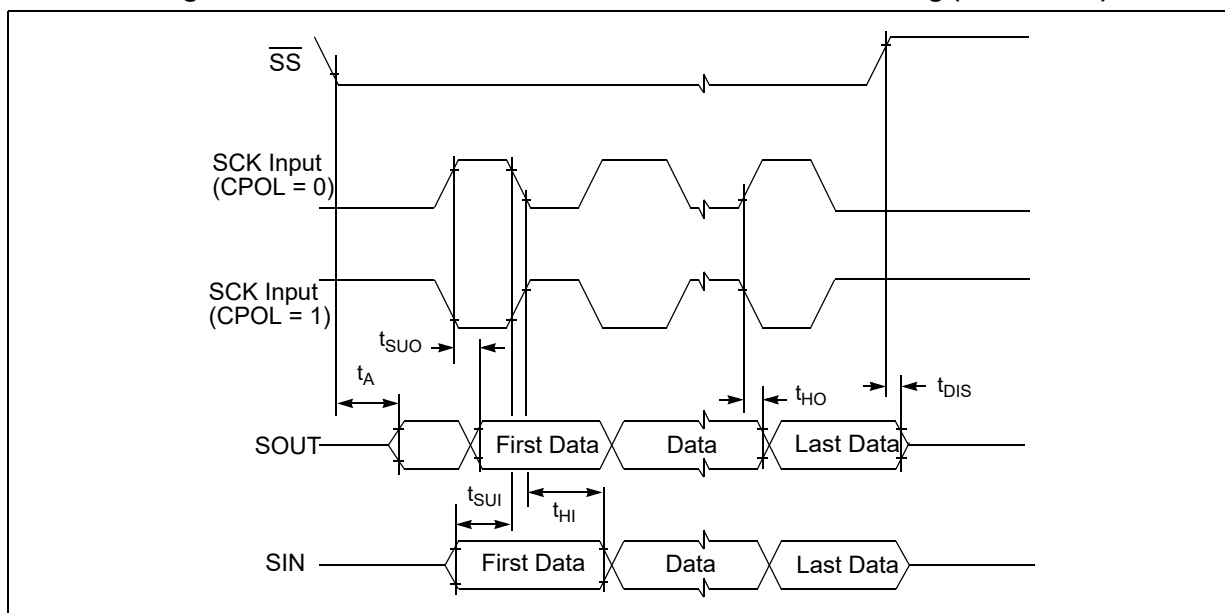 SS
SCK Input
(CPOL = 0)
SCK Input
(CPOL = 1)
tSUO
tA
tHO
tDIS
SOUT
First Data
Data
Last Data
tSUI
tHI
SIN
First Data
Data
Last Data